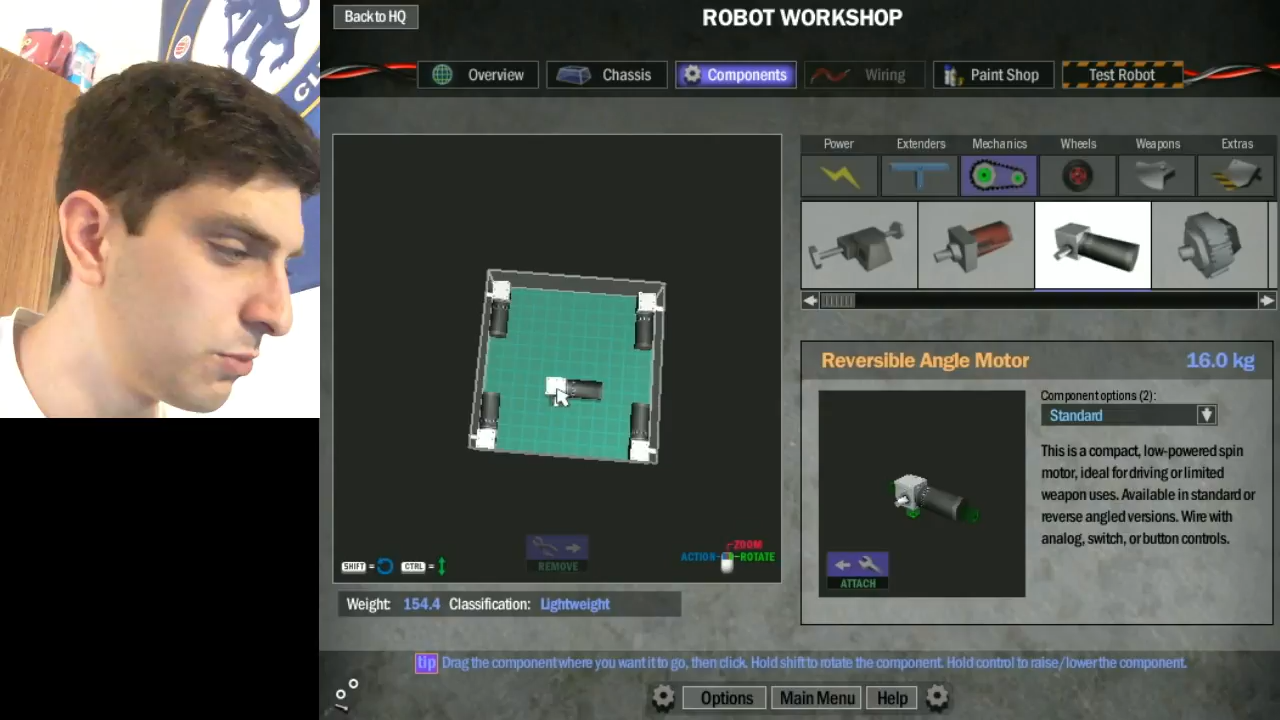 Back to HQ
ROBOT WORKSHOP
Overview
Chassis
Components
Wiring
Paint Shop
Test Robot
Power
Extenders
Mechanics
Wheels
Weapons
Extras
Reversible Angle Motor
16.0 kg
Component options (2):
Standard
This is a compact, low-powered spin
motor, ideal for driving or limited
weapon uses. Available in standard or
reverse angled versions. Wire with
analog, switch, or button controls.
ATTACH
ZOOM
ACTION
ROTATE
SHIFT =
CTRL =
REMOVE
Weight: 154.4 Classification: Lightweight
tip Drag the component where you want it to go, then click. Hold shift to rotate the component. Hold control to raise/lower the component.
Options
Main Menu
Help